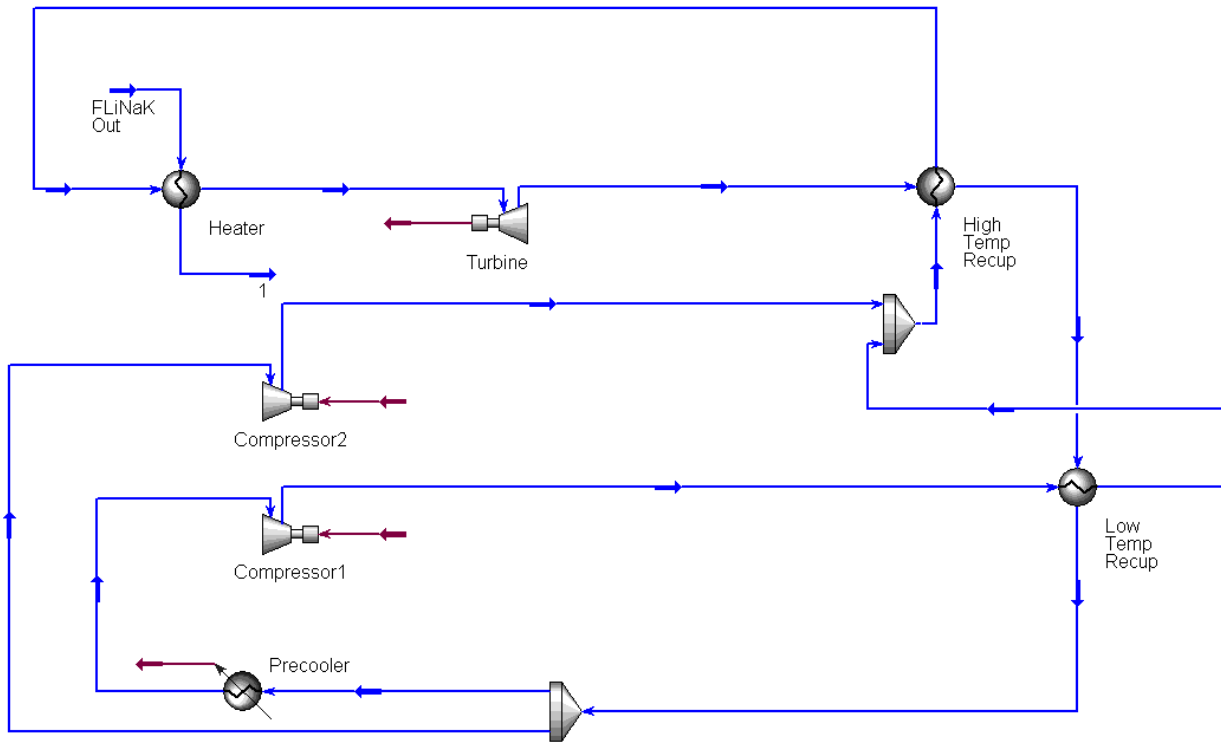 FLiNaK
Out
Heater
Turbine
High
Temp
Recup
1
Compressor2
Low
Temp
Recup
Compressor1
Precooler